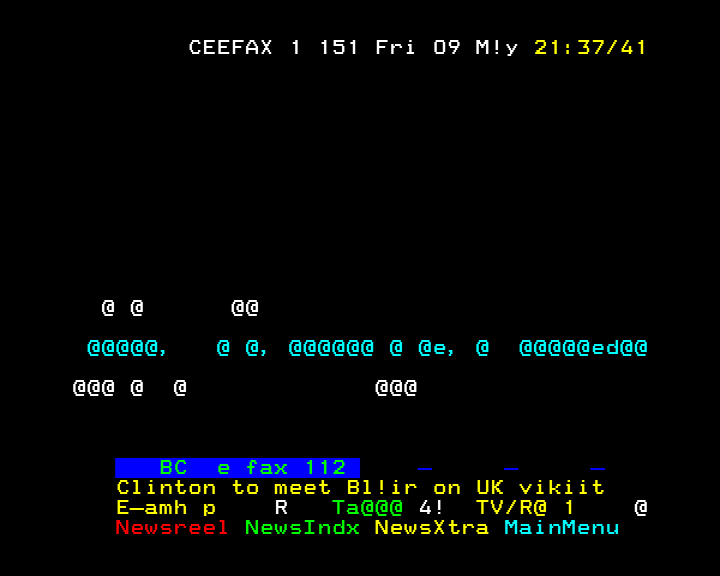 CEEFAX 1 151 Fri 09 M!y 21:37/41
@ @ @@
@@@@@, @ @, @@@@@@ @ @e, @ @@@@@ed@@
@@@ @ @ @@@
BC e fax 112 — — —
Clinton to meet Bl!ir on UK vikiit
E—amh p R Ta@@@ 4! TV/R@ 1 @
Newsreel NewsIndx NewsXtra MainMenu